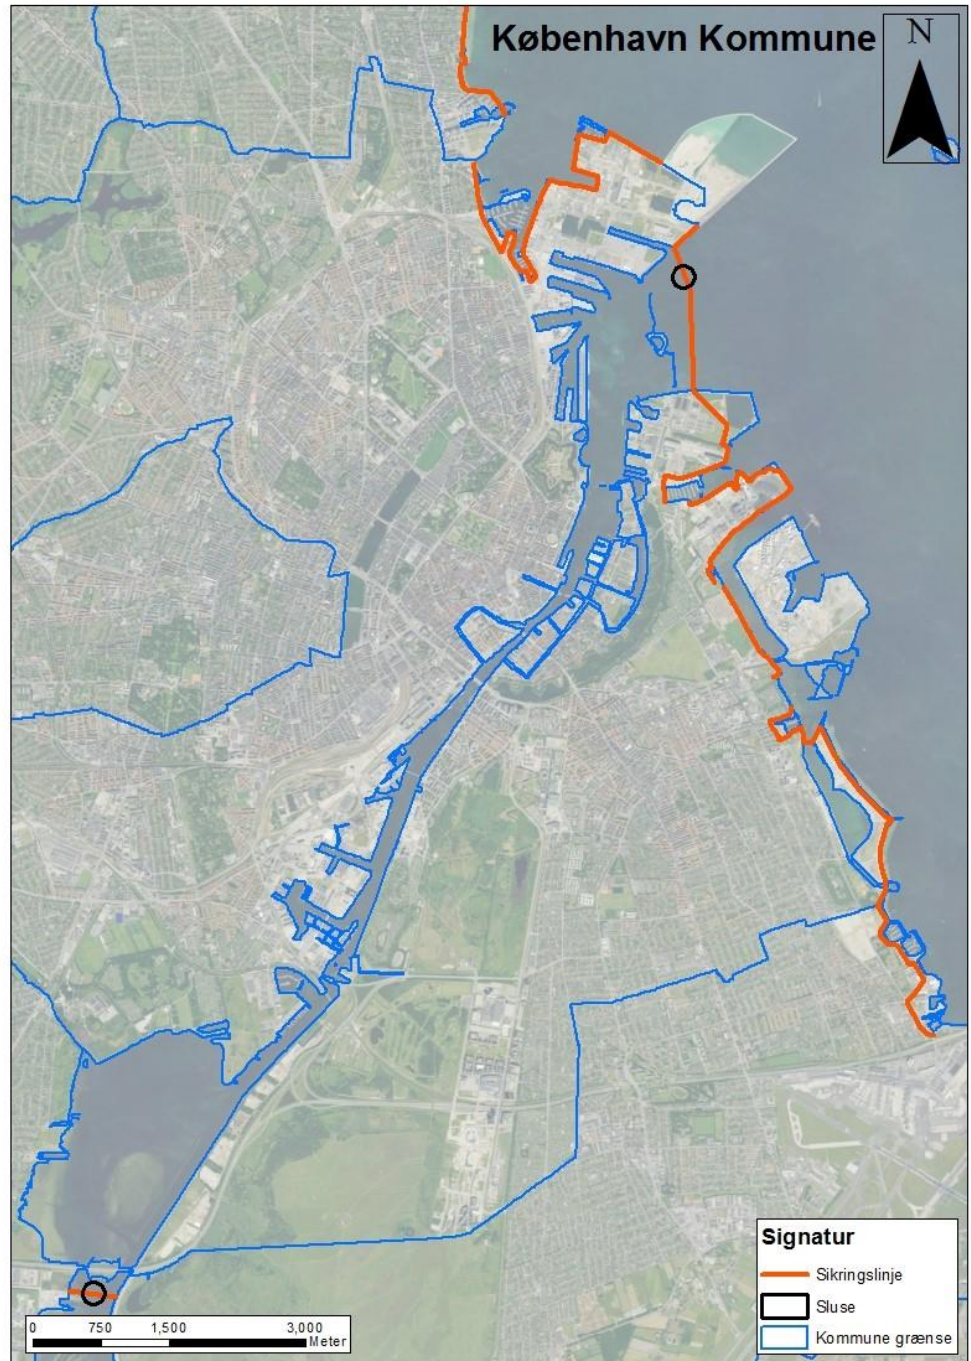 København Kommune
N
Signatur
Sikringslinje
Sluse
Kommune grænse
0 750 1,500 3,000
Meter